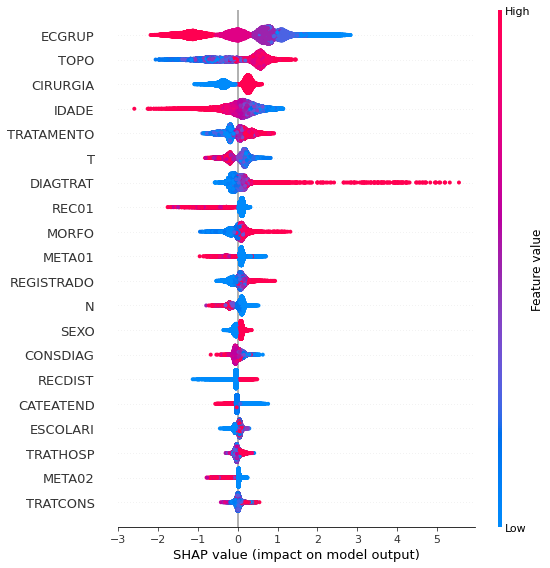 High
ECGRUP
TOPO
CIRURGIA
IDADE
TRATAMENTO
T
DIAGTRAT
REC01
MORFO
META01
REGISTRADO
N
SEXO
CONSDIAG
RECDIST
CATEATEND
ESCOLARI
TRATHOSP
META02
TRATCONS
Feature value
Low
−3 −2 −1 0 1 2 3 4 5
SHAP value (impact on model output)